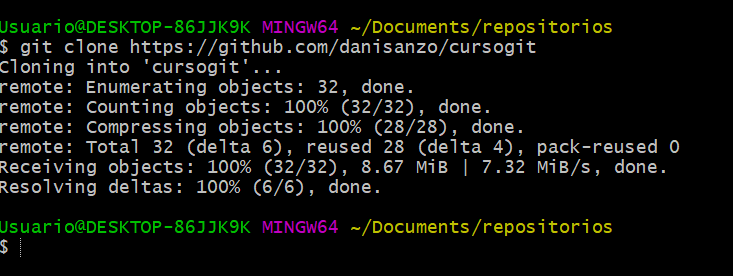 Usuario@DESKTOP-86JJK9K MINGW64 ~/Documents/repositorios
$ git clone https://github.com/danisanzo/cursogit
Cloning into 'cursogit'...
remote: Enumerating objects: 32, done.
remote: Counting objects: 100% (32/32), done.
remote: Compressing objects: 100% (28/28), done.
remote: Total 32 (delta 6), reused 28 (delta 4), pack-reused 0
Receiving objects: 100% (32/32), 8.67 MiB | 7.32 MiB/s, done.
Resolving deltas: 100% (6/6), done.
Usuario@DESKTOP-86JJK9K MINGW64 ~/Documents/repositorios
$